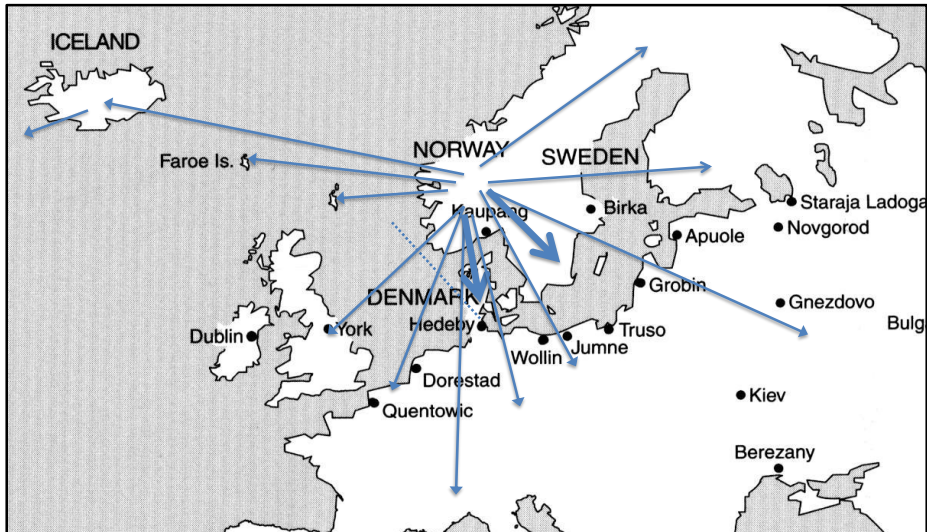 ICELAND
NORWAY
SWEDEN
Faroe Is.
Staraja Ladoga
Kaupang
Birka
Novgorod
Apuole
Grobin
DENMARK
Gnezdovo
Bulga
Hedeby
Truso
Dublin
York
Jumne
Wollin
Dorestad
Kiev
Quentowic
Berezany